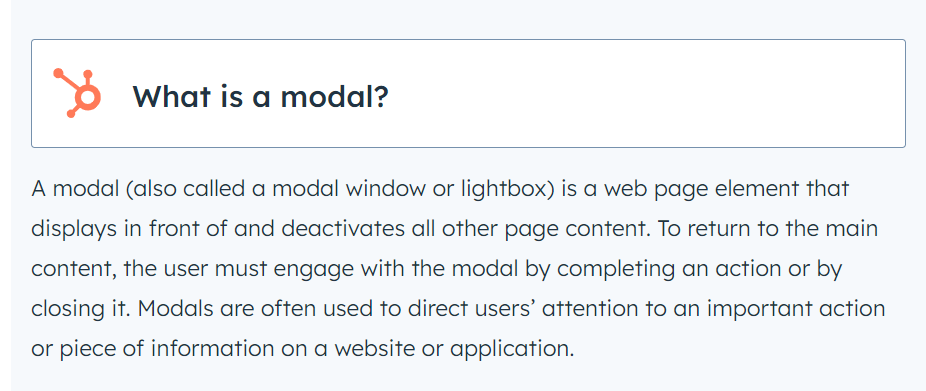 What is a modal?
A modal (also called a modal window or lightbox) is a web page element that
displays in front of and deactivates all other page content. To return to the main
content, the user must engage with the modal by completing an action or by
closing it. Modals are often used to direct users’ attention to an important action
or piece of information on a website or application.